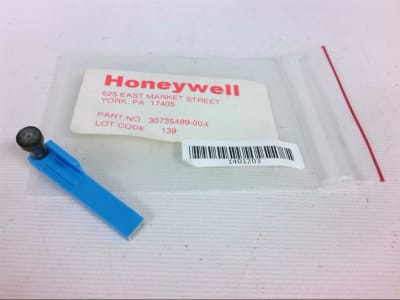 Honeywell
525 EAST MARKET STREET
YORK, PA 17405
PART NO. 30735489-004
LOT CODE 139
1401203